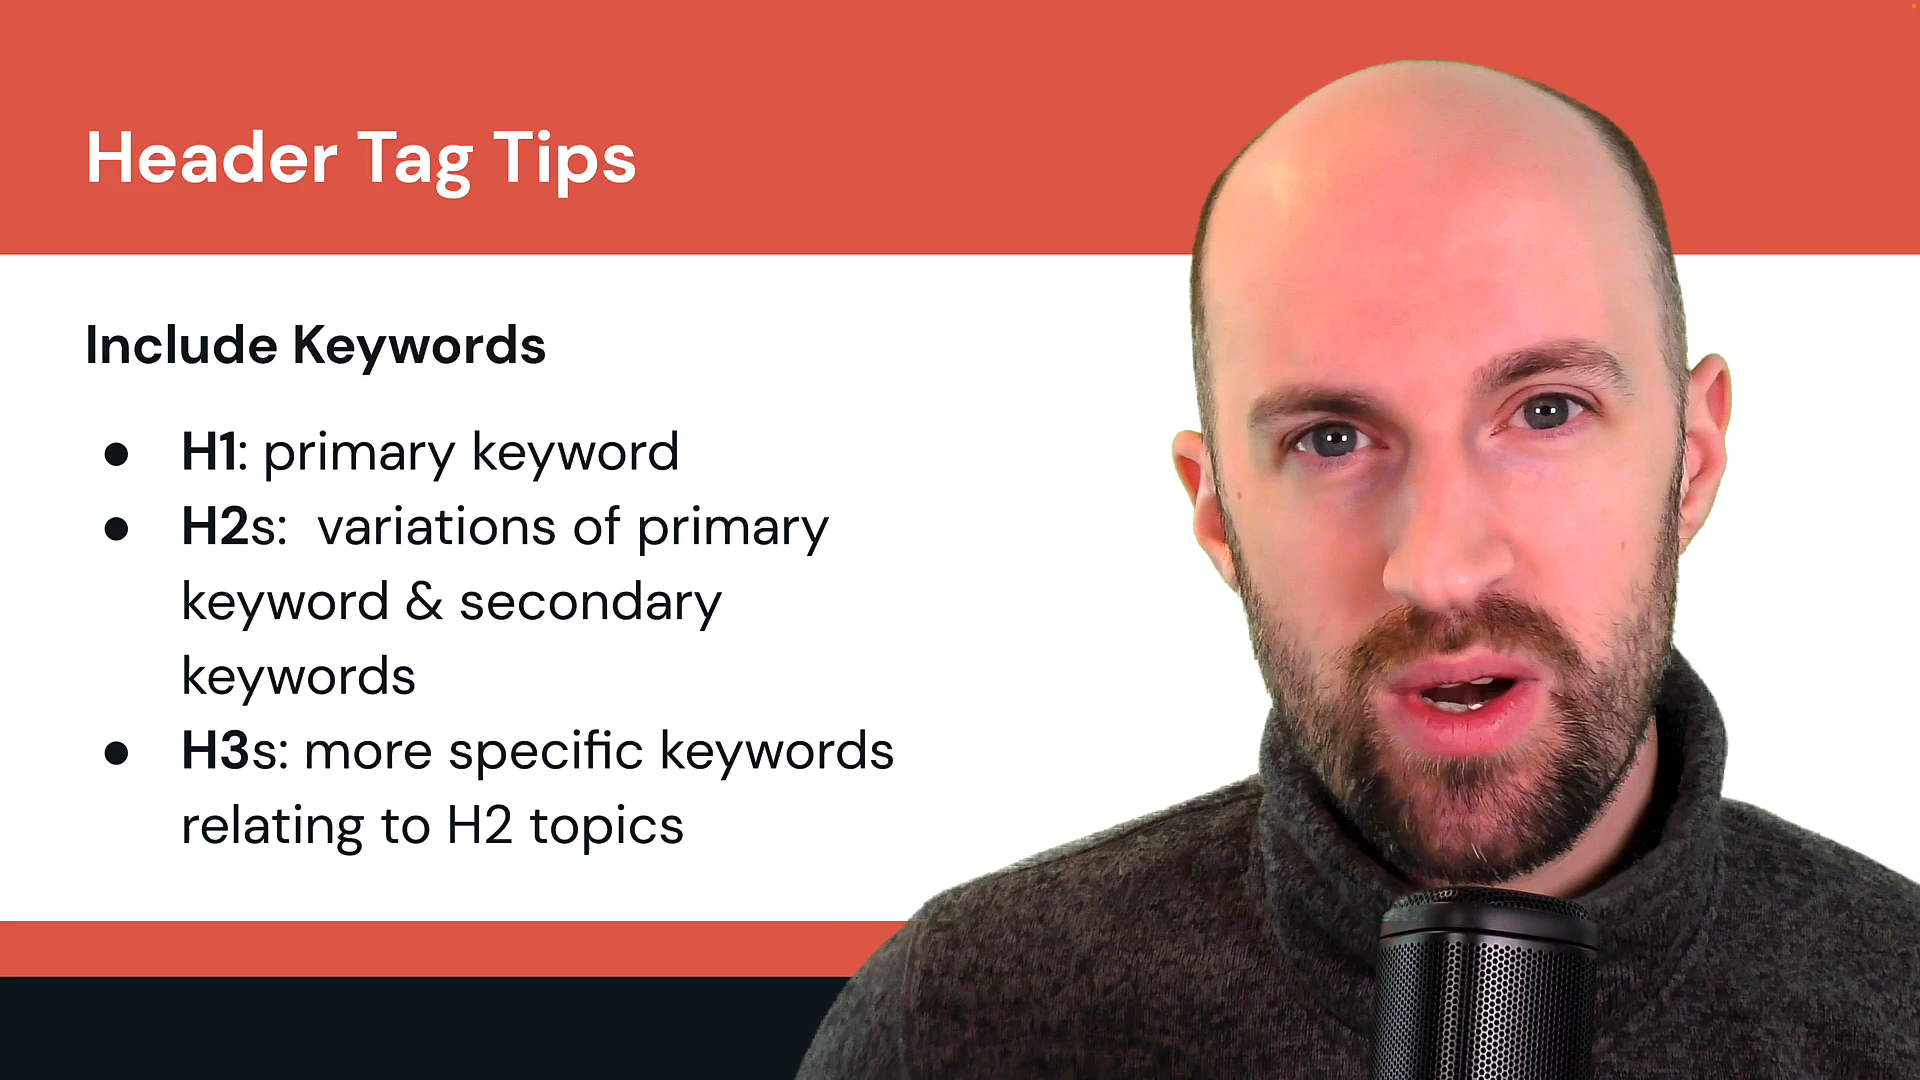 Header Tag Tips
Include Keywords
● H1: primary keyword
● H2s:  variations of primary
keyword & secondary
keywords
● H3s: more specific keywords
relating to H2 topics